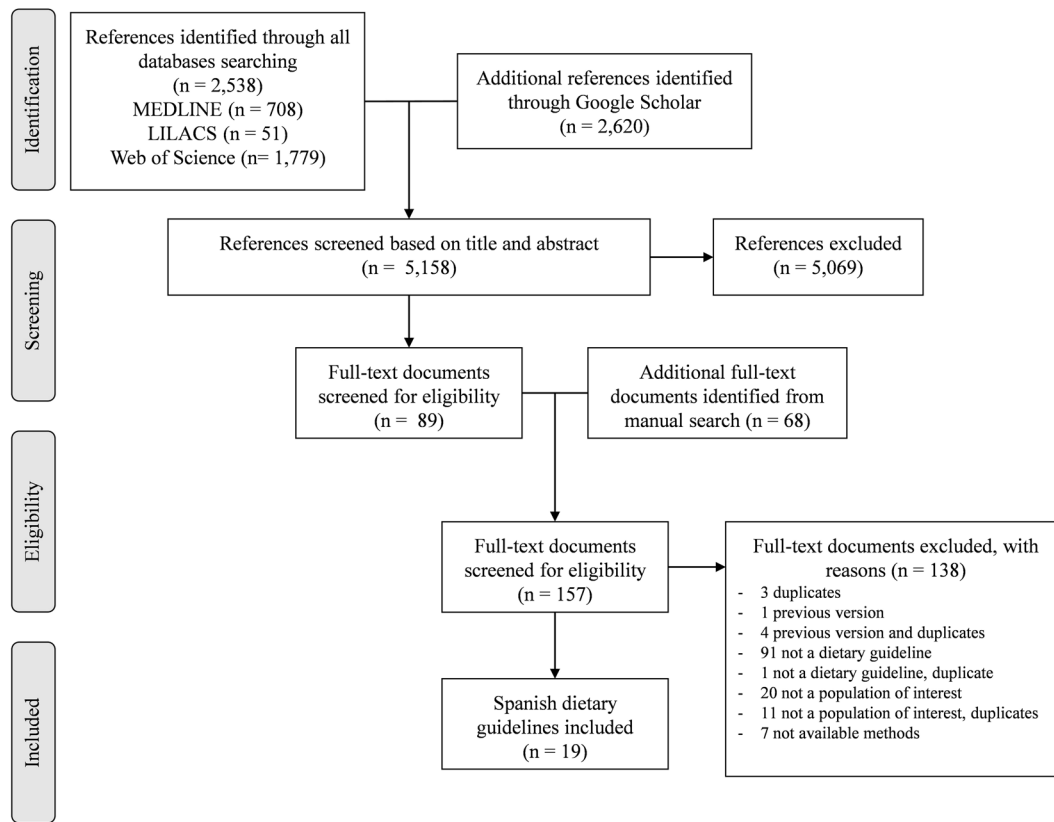 Identification
References identified through all
databases searching
(n = 2,538)
MEDLINE (n = 708)
LILACS (n = 51)
Web of Science (n= 1,779)
Additional references identified
through Google Scholar
(n = 2,620)
Screening
References screened based on title and abstract
(n =  5,158)
References excluded
(n = 5,069)
Full-text documents
screened for eligibility
(n =  89)
Additional full-text
documents identified from
manual search (n = 68)
Eligibility
Full-text documents
screened for eligibility
(n = 157)
Full-text documents excluded, with
reasons (n = 138)
- 3 duplicates
- 1 previous version
- 4 previous version and duplicates
- 91 not a dietary guideline
- 1 not a dietary guideline, duplicate
- 20 not a population of interest
- 11 not a population of interest, duplicates
- 7 not available methods
Included
Spanish dietary
guidelines included
(n = 19)